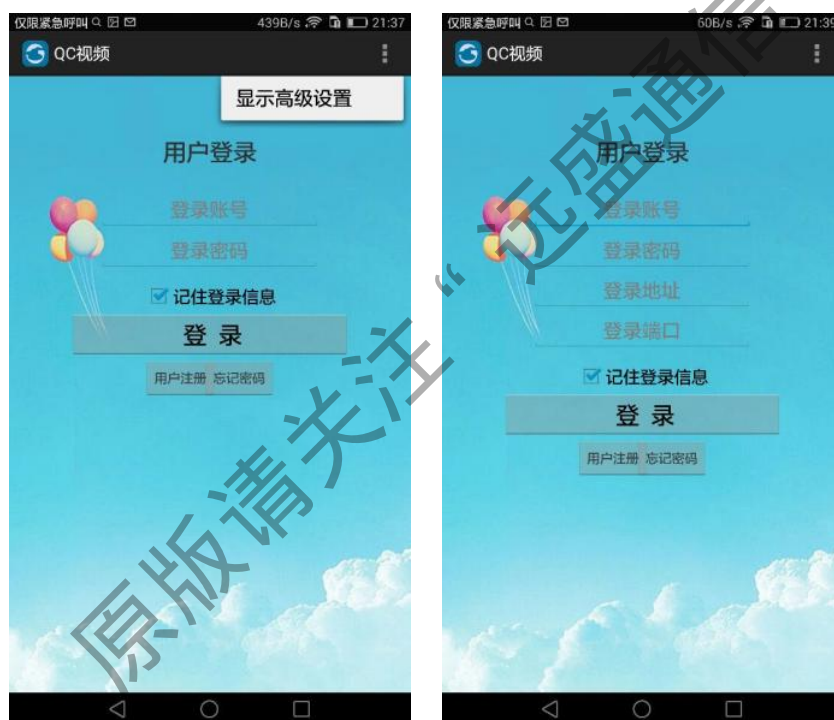 仅限紧急呼叫 439B/s 21:37
QC视频
显示高级设置
用户登录
登录账号
登录密码
记住登录信息
登 录
用户注册 忘记密码
仅限紧急呼叫 60B/s 21:39
QC视频
用户登录
登录账号
登录密码
登录地址
登录端口
记住登录信息
登 录
用户注册 忘记密码
原版请关注“远盛通信